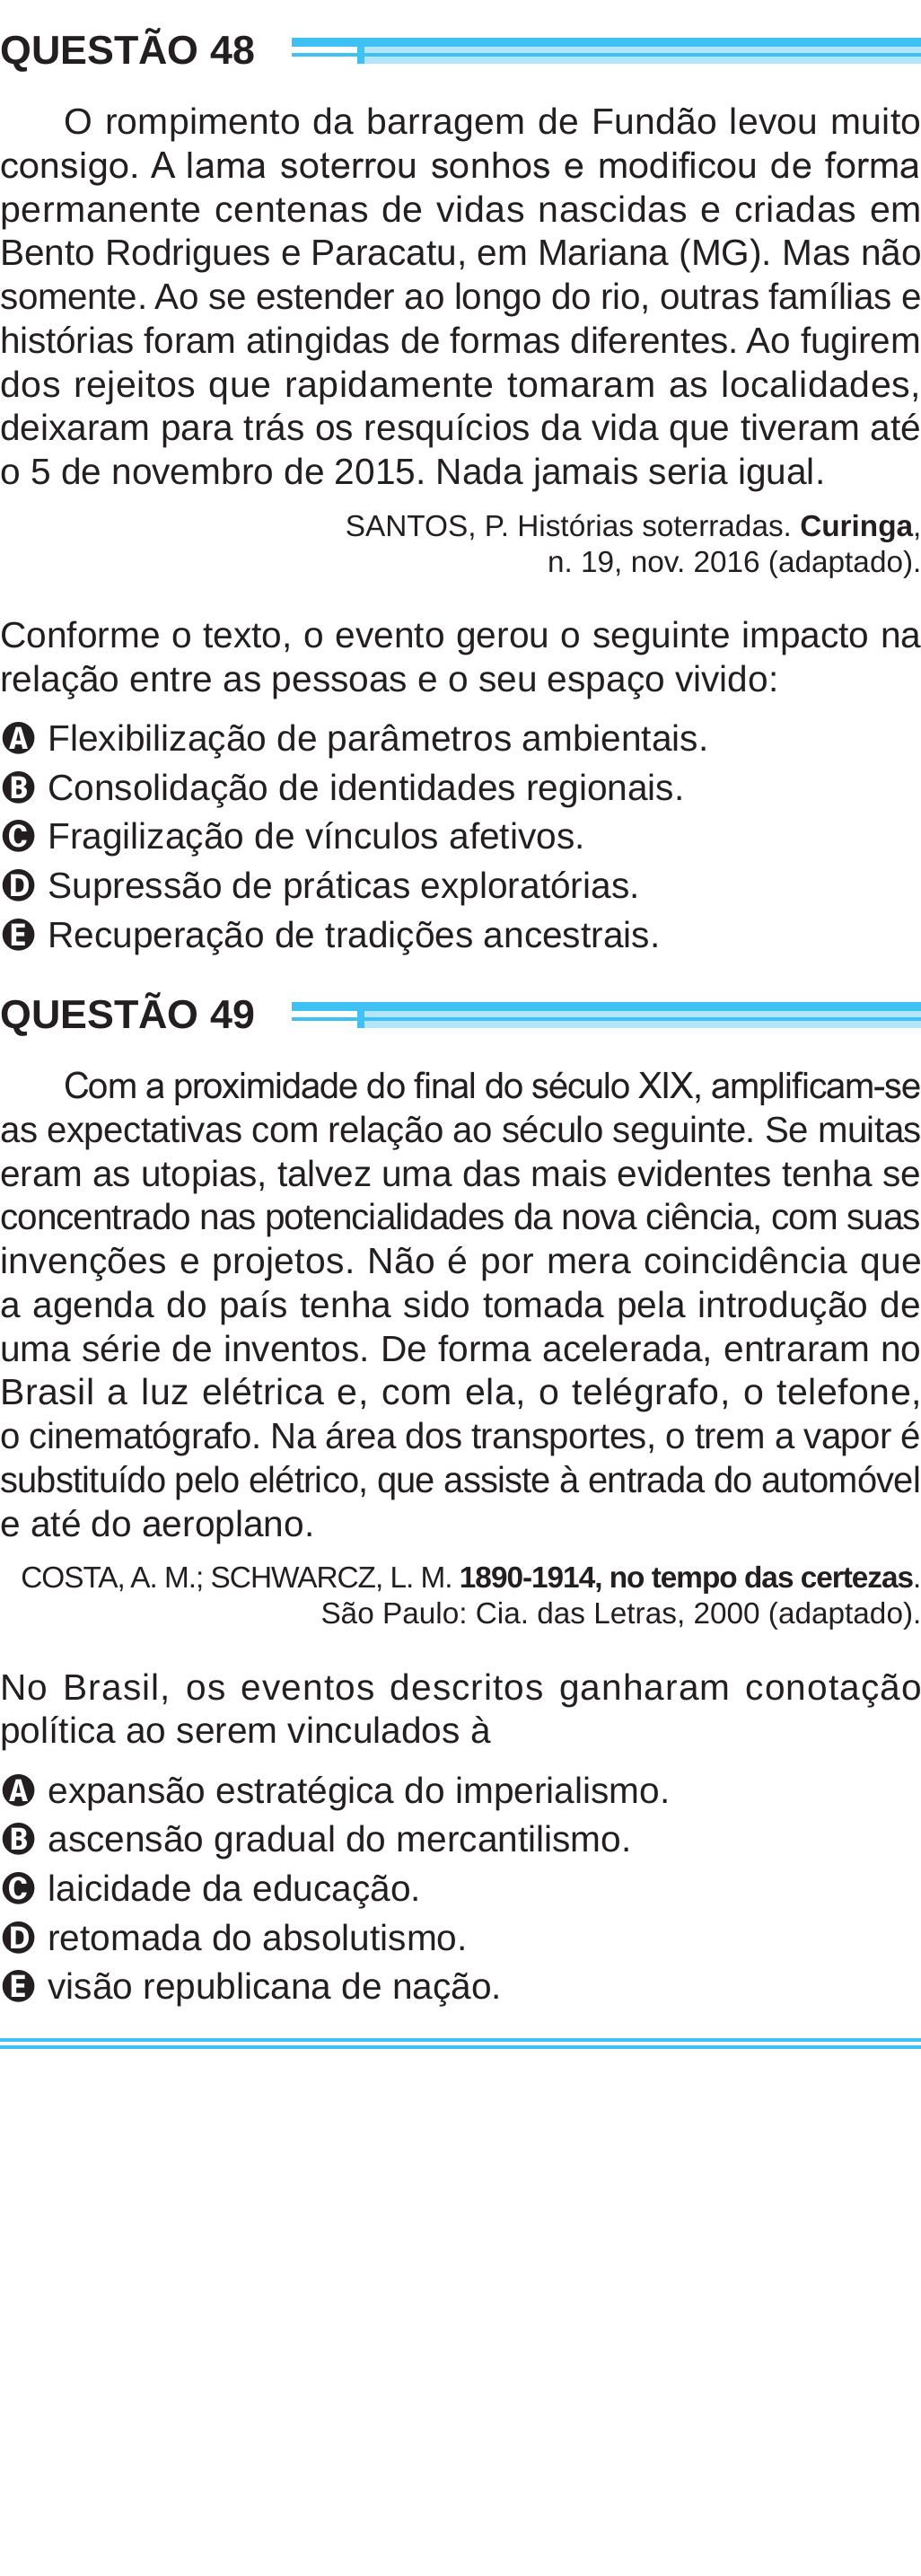 QUESTÃO 48
O rompimento da barragem de Fundão levou muito
consigo. A lama soterrou sonhos e modificou de forma
permanente centenas de vidas nascidas e criadas em
Bento Rodrigues e Paracatu, em Mariana (MG). Mas não
somente. Ao se estender ao longo do rio, outras famílias e
histórias foram atingidas de formas diferentes. Ao fugirem
dos rejeitos que rapidamente tomaram as localidades,
deixaram para trás os resquícios da vida que tiveram até
o 5 de novembro de 2015. Nada jamais seria igual.
SANTOS, P. Histórias soterradas. Curinga,
n. 19, nov. 2016 (adaptado).
Conforme o texto, o evento gerou o seguinte impacto na
relação entre as pessoas e o seu espaço vivido:
A Flexibilização de parâmetros ambientais.
B Consolidação de identidades regionais.
C Fragilização de vínculos afetivos.
D Supressão de práticas exploratórias.
E Recuperação de tradições ancestrais.
QUESTÃO 49
Com a proximidade do final do século XIX, amplificam-se
as expectativas com relação ao século seguinte. Se muitas
eram as utopias, talvez uma das mais evidentes tenha se
concentrado nas potencialidades da nova ciência, com suas
invenções e projetos. Não é por mera coincidência que
a agenda do país tenha sido tomada pela introdução de
uma série de inventos. De forma acelerada, entraram no
Brasil a luz elétrica e, com ela, o telégrafo, o telefone,
o cinematógrafo. Na área dos transportes, o trem a vapor é
substituído pelo elétrico, que assiste à entrada do automóvel
e até do aeroplano.
COSTA, A. M.; SCHWARCZ, L. M. 1890-1914, no tempo das certezas.
São Paulo: Cia. das Letras, 2000 (adaptado).
No Brasil, os eventos descritos ganharam conotação
política ao serem vinculados à
A expansão estratégica do imperialismo.
B ascensão gradual do mercantilismo.
C laicidade da educação.
D retomada do absolutismo.
E visão republicana de nação.